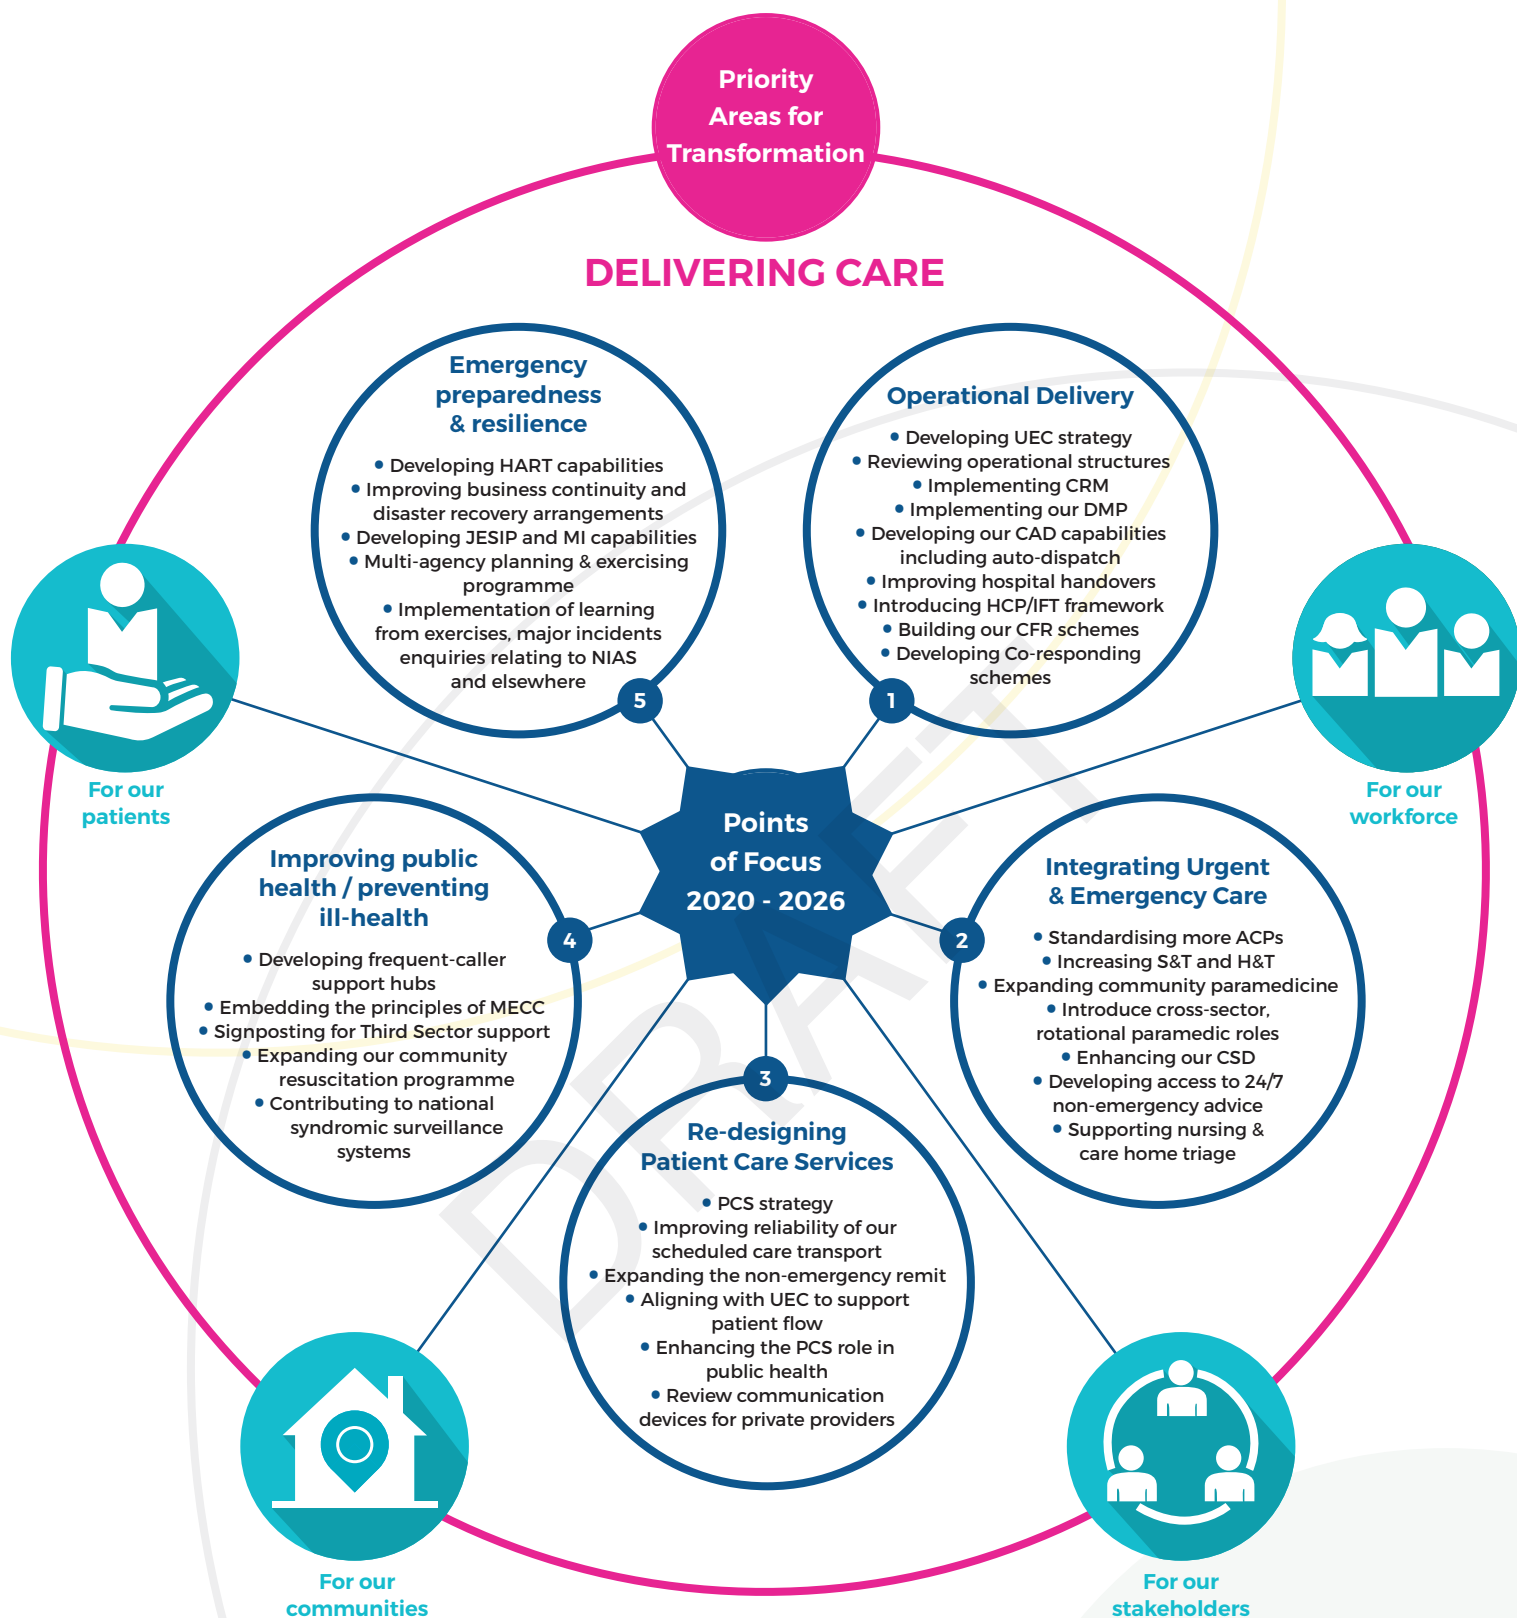 Priority
Areas for
Transformation
DELIVERING CARE
Emergency
preparedness
& resilience
• Developing HART capabilities
• Improving business continuity and
disaster recovery arrangements
• Developing JESIP and MI capabilities
• Multi-agency planning & exercising
programme
• Implementation of learning
from exercises, major incidents
enquiries relating to NIAS
and elsewhere
5
Operational Delivery
• Developing UEC strategy
• Reviewing operational structures
• Implementing CRM
• Implementing our DMP
• Developing our CAD capabilities
including auto-dispatch
• Improving hospital handovers
• Introducing HCP/IFT framework
• Building our CFR schemes
• Developing Co-responding
schemes
1
For our
patients
For our
workforce
Points
of Focus
2020 - 2026
Improving public
health / preventing
ill-health
• Developing frequent-caller
support hubs
• Embedding the principles of MECC
• Signposting for Third Sector support
• Expanding our community
resuscitation programme
• Contributing to national
syndromic surveillance
systems
4
Integrating Urgent
& Emergency Care
• Standardising more ACPs
• Increasing S&T and H&T
• Expanding community paramedicine
• Introduce cross-sector,
rotational paramedic roles
• Enhancing our CSD
• Developing access to 24/7
non-emergency advice
• Supporting nursing &
care home triage
2
3
Re-designing
Patient Care Services
• PCS strategy
• Improving reliability of our
scheduled care transport
• Expanding the non-emergency remit
• Aligning with UEC to support
patient flow
• Enhancing the PCS role in
public health
• Review communication
devices for private providers
For our
communities
For our
stakeholders
DRAFT